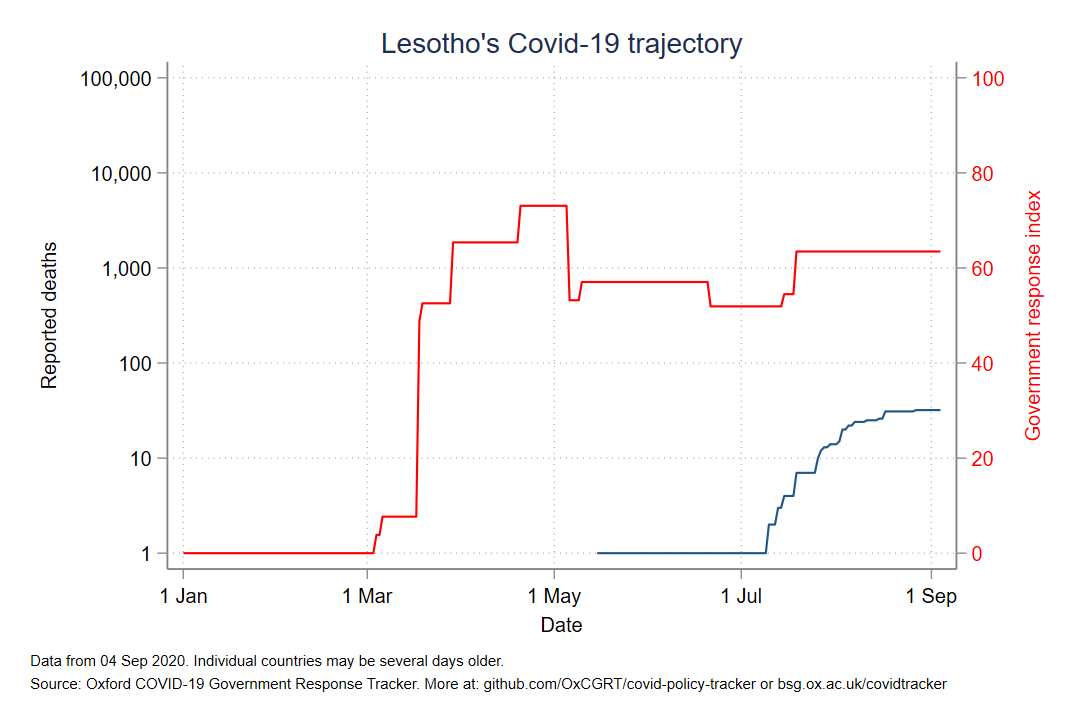 Lesotho's Covid-19 trajectory
100,000
10,000
1,000
100
10
1
Reported deaths
100
80
60
40
20
0
Government response index
1 Jan
1 Mar
1 May
1 Jul
1 Sep
Date
Data from 04 Sep 2020. Individual countries may be several days older.
Source: Oxford COVID-19 Government Response Tracker. More at: github.com/OxCGRT/covid-policy-tracker or bsg.ox.ac.uk/covidtracker